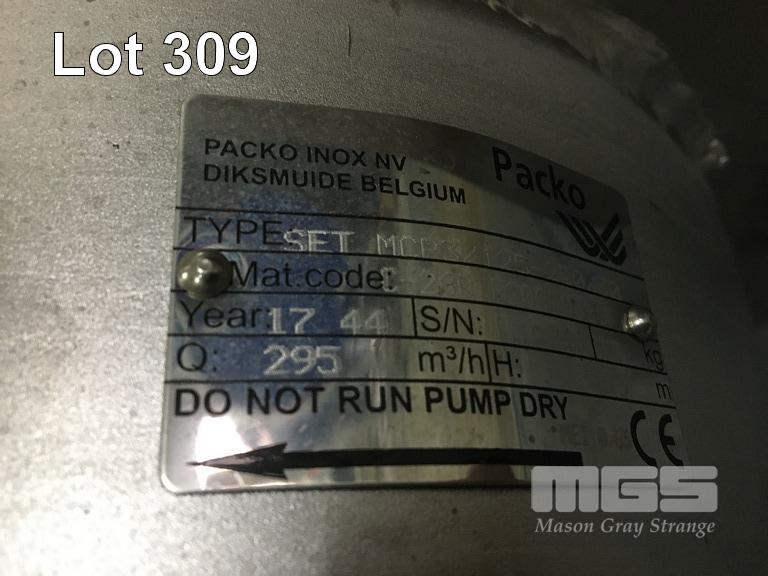 Lot 309
PACKO INOX NV
DIKSMUIDE BELGIUM
Packo
TYPE: SET
Mat.code:
Year: 17 44 S/N: kg
Q: 295 m³/h H: m
DO NOT RUN PUMP DRY
CE
MGS
Mason Gray Strange